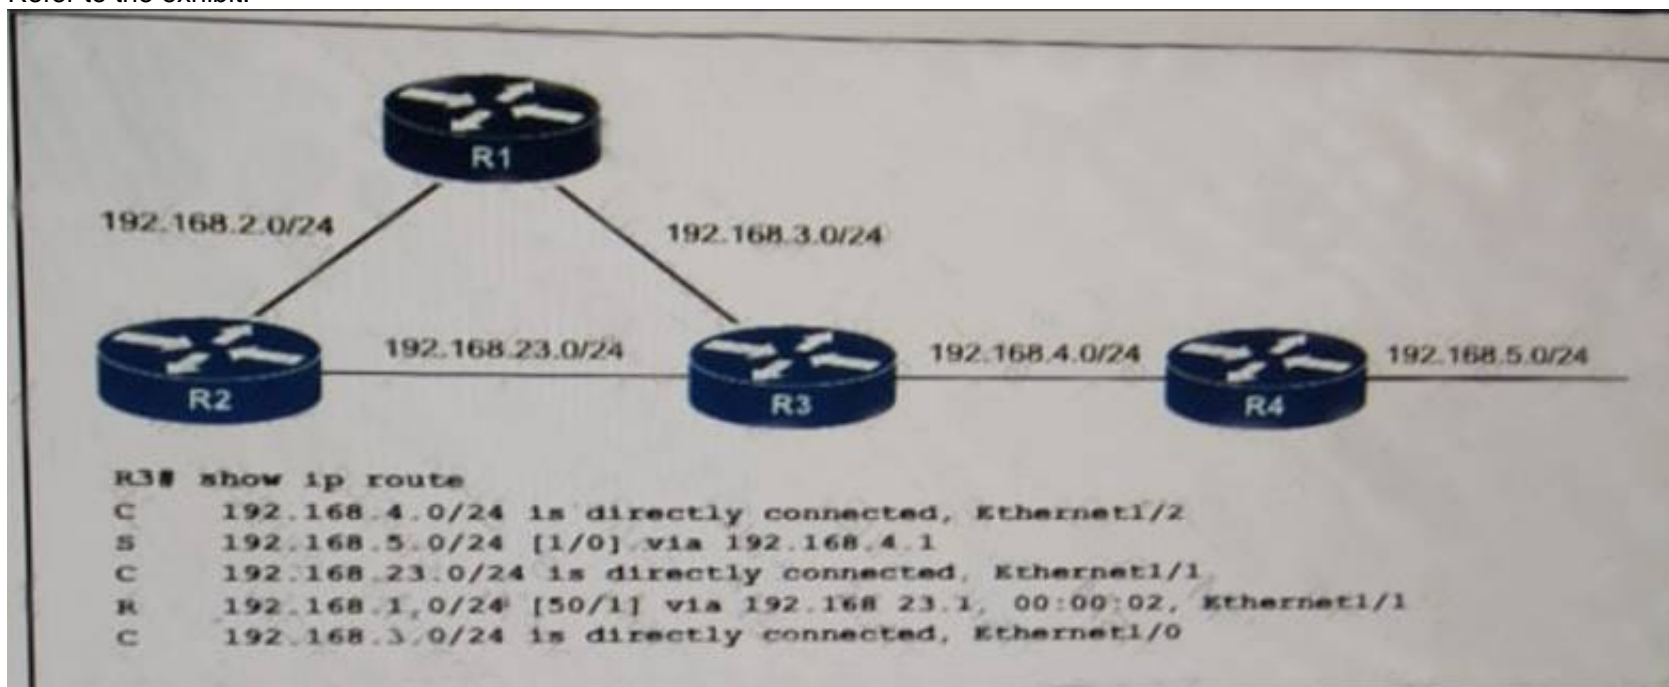 Refer to the exhibit.
R1
192.168.2.0/24
192.168.3.0/24
192.168.23.0/24
192.168.4.0/24
192.168.5.0/24
R2
R3
R4
R3# show ip route
C 192.168.4.0/24 is directly connected, Ethernet1/2
S 192.168.5.0/24 [1/0] via 192.168.4.1
C 192.168.23.0/24 is directly connected, Ethernet1/1
R 192.168.1,0/24 [50/1] via 192.168 23.1, 00:00:02, Ethernet1/1
C 192.168.3.0/24 is directly connected, Ethernet1/0